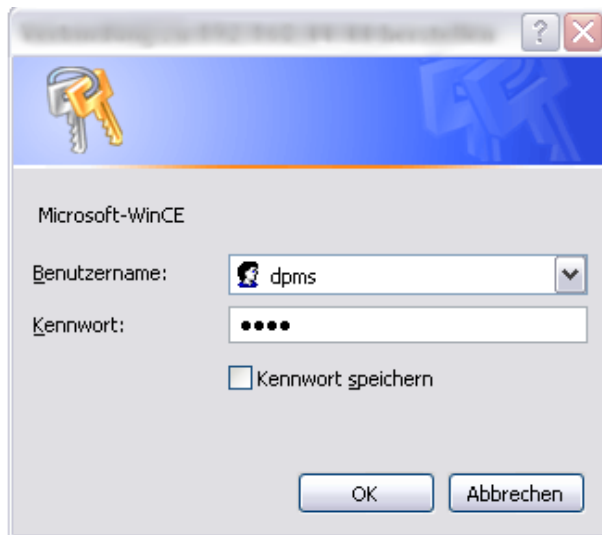 Microsoft-WinCE
Benutzername: dpms
Kennwort: ••••
Kennwort speichern
OK Abbrechen